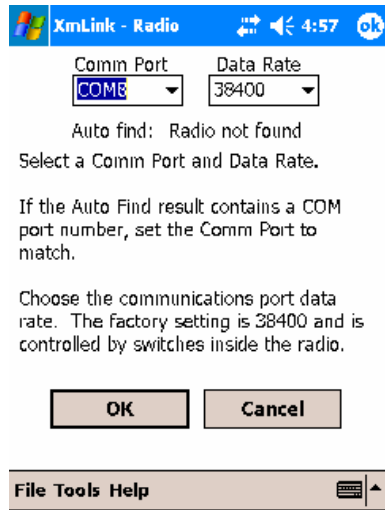 XmLink - Radio 4:57 ok
Comm Port Data Rate
COM8 38400
Auto find: Radio not found
Select a Comm Port and Data Rate.
If the Auto Find result contains a COM
port number, set the Comm Port to
match.
Choose the communications port data
rate. The factory setting is 38400 and is
controlled by switches inside the radio.
OK Cancel
File Tools Help